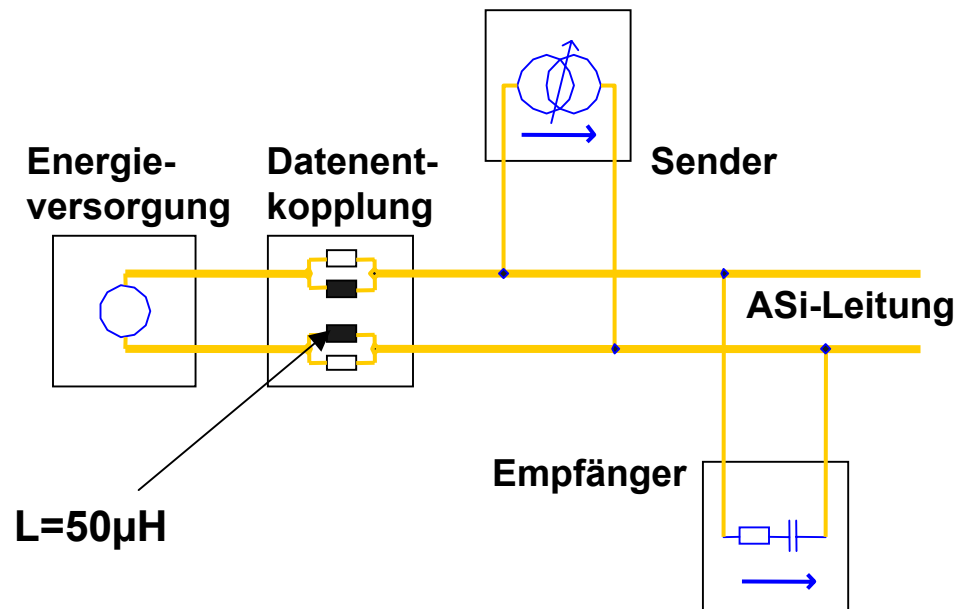 Energie-
versorgung
Datenent-
kopplung
Sender
ASi-Leitung
Empfänger
L=50µH